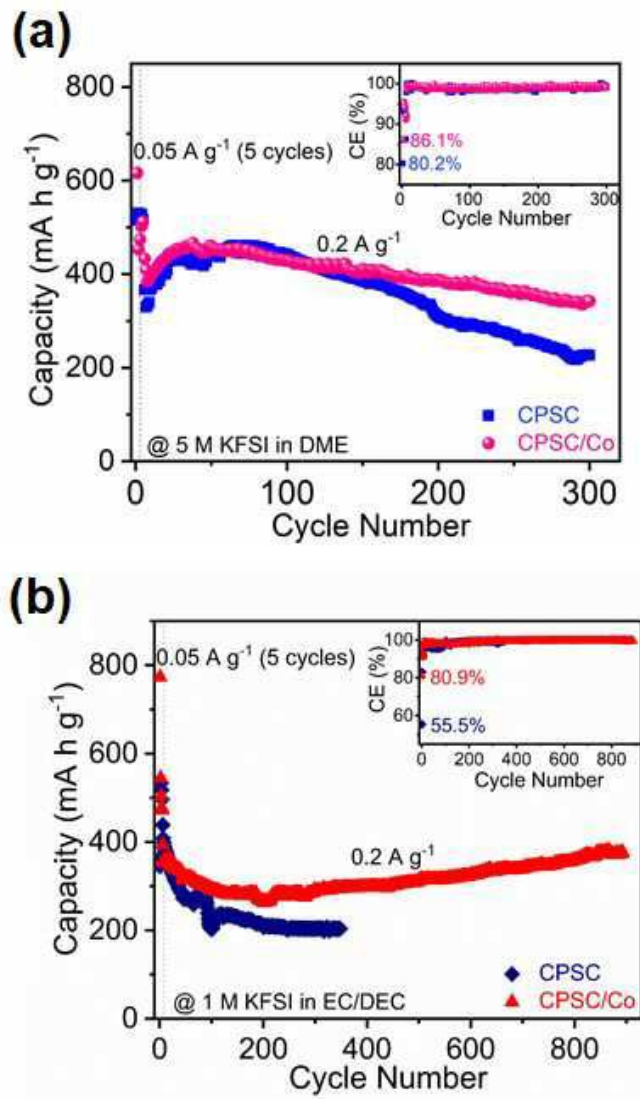 (a)
800
600
400
200
0
Capacity (mA h g⁻¹)
0.05 A g⁻¹ (5 cycles)
0.2 A g⁻¹
CPSC
CPSC/Co
@ 5 M KFSI in DME
0 100 200 300
Cycle Number
100
90
80
CE (%)
86.1%
80.2%
0 100 200 300
Cycle Number
(b)
800
600
400
200
0
Capacity (mA h g⁻¹)
0.05 A g⁻¹ (5 cycles)
0.2 A g⁻¹
CPSC
CPSC/Co
@ 1 M KFSI in EC/DEC
0 200 400 600 800
Cycle Number
100
80
60
CE (%)
80.9%
55.5%
0 200 400 600 800
Cycle Number